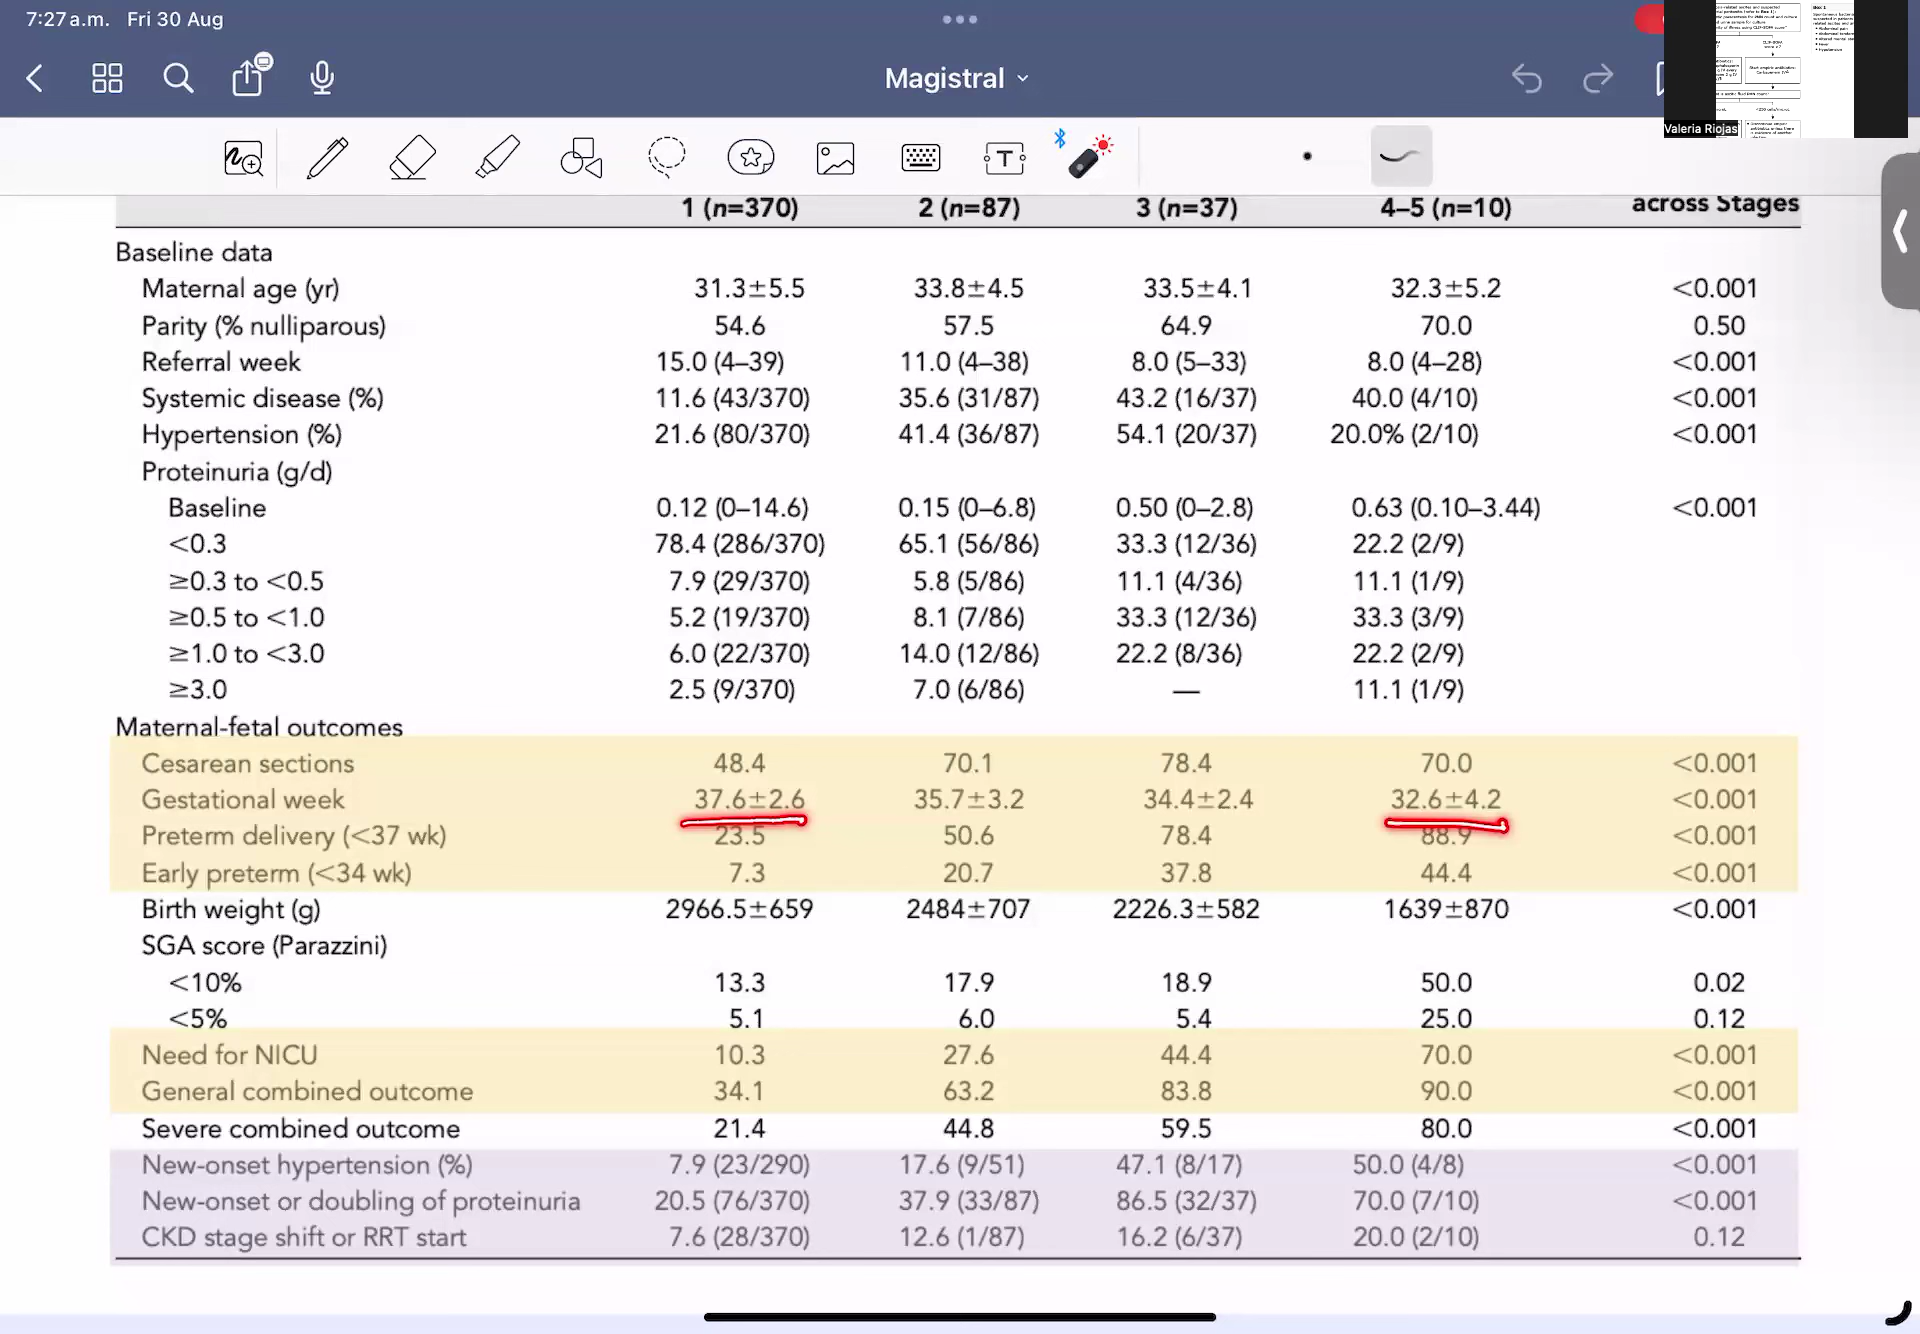 7:27 a.m. Fri 30 Aug
Magistral
Valeria Riojas
Box 1
1 (n=370) 2 (n=87) 3 (n=37) 4–5 (n=10) across Stages
Baseline data
Maternal age (yr) 31.3±5.5 33.8±4.5 33.5±4.1 32.3±5.2 <0.001
Parity (% nulliparous) 54.6 57.5 64.9 70.0 0.50
Referral week 15.0 (4–39) 11.0 (4–38) 8.0 (5–33) 8.0 (4–28) <0.001
Systemic disease (%) 11.6 (43/370) 35.6 (31/87) 43.2 (16/37) 40.0 (4/10) <0.001
Hypertension (%) 21.6 (80/370) 41.4 (36/87) 54.1 (20/37) 20.0% (2/10) <0.001
Proteinuria (g/d)
Baseline 0.12 (0–14.6) 0.15 (0–6.8) 0.50 (0–2.8) 0.63 (0.10–3.44) <0.001
<0.3 78.4 (286/370) 65.1 (56/86) 33.3 (12/36) 22.2 (2/9)
≥0.3 to <0.5 7.9 (29/370) 5.8 (5/86) 11.1 (4/36) 11.1 (1/9)
≥0.5 to <1.0 5.2 (19/370) 8.1 (7/86) 33.3 (12/36) 33.3 (3/9)
≥1.0 to <3.0 6.0 (22/370) 14.0 (12/86) 22.2 (8/36) 22.2 (2/9)
≥3.0 2.5 (9/370) 7.0 (6/86) — 11.1 (1/9)
Maternal-fetal outcomes
Cesarean sections 48.4 70.1 78.4 70.0 <0.001
Gestational week 37.6±2.6 35.7±3.2 34.4±2.4 32.6±4.2 <0.001
Preterm delivery (<37 wk) 23.5 50.6 78.4 88.9 <0.001
Early preterm (<34 wk) 7.3 20.7 37.8 44.4 <0.001
Birth weight (g) 2966.5±659 2484±707 2226.3±582 1639±870 <0.001
SGA score (Parazzini)
<10% 13.3 17.9 18.9 50.0 0.02
<5% 5.1 6.0 5.4 25.0 0.12
Need for NICU 10.3 27.6 44.4 70.0 <0.001
General combined outcome 34.1 63.2 83.8 90.0 <0.001
Severe combined outcome 21.4 44.8 59.5 80.0 <0.001
New-onset hypertension (%) 7.9 (23/290) 17.6 (9/51) 47.1 (8/17) 50.0 (4/8) <0.001
New-onset or doubling of proteinuria 20.5 (76/370) 37.9 (33/87) 86.5 (32/37) 70.0 (7/10) <0.001
CKD stage shift or RRT start 7.6 (28/370) 12.6 (1/87) 16.2 (6/37) 20.0 (2/10) 0.12